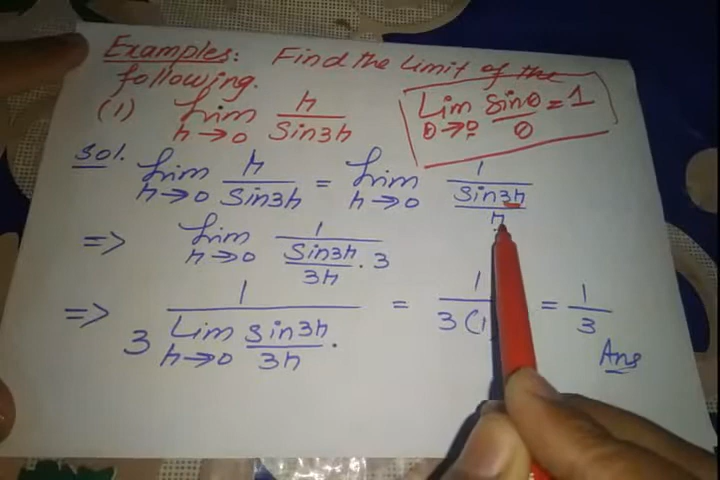 Examples: Find the Limit of the
following.
(1) Lim h→0 h/Sin3h
Lim θ→0 Sinθ/θ = 1
Sol. Lim h→0 h/Sin3h = Lim h→0 1/(Sin3h/h)
=> Lim h→0 1/(Sin3h/3h . 3)
=> 1/(3 Lim h→0 Sin3h/3h.) = 1/3(1) = 1/3
Ans